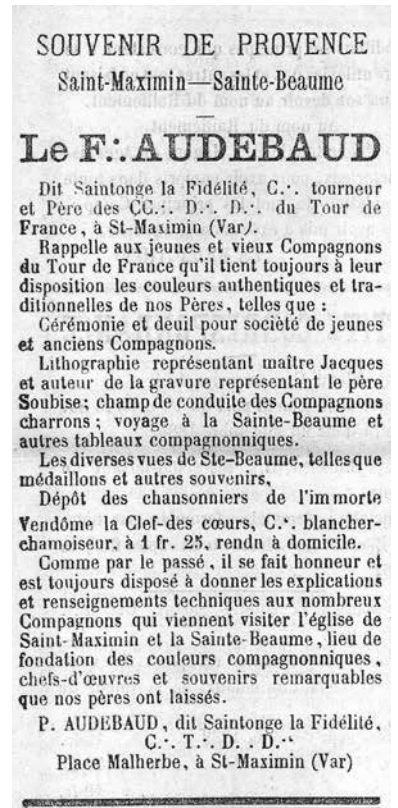 SOUVENIR DE PROVENCE
Saint-Maximin—Sainte-Beaume
Le F∴ AUDEBAUD
Dit Saintonge la Fidélité, C∴ tourneur
et Père des CC∴ D∴ D∴ du Tour de
France, à St-Maximin (Var).
Rappelle aux jeunes et vieux Compagnons
du Tour de France qu'il tient toujours à leur
disposition les couleurs authentiques et tra-
ditionnelles de nos Pères, telles que :
Cérémonie et deuil pour société de jeunes
et anciens Compagnons.
Lithographie représentant maître Jacques
et auteur de la gravure représentant le père
Soubise; champ de conduite des Compagnons
charrons ; voyage à la Sainte-Beaume et
autres tableaux compagnonniques.
Les diverses vues de Ste-Beaume, telles que
médaillons et autres souvenirs,
Dépôt des chansonniers de l'immorte
Vendôme la Clef-des cœurs, C∴ blancher-
chamoiseur, à 1 fr. 25, rendn à domicile.
Comme par le passé, il se fait honneur et
est toujours disposé à donner les explications
et renseignements techniques aux nombreux
Compagnons qui viennent visiter l'église de
Saint-Maximin et la Sainte-Beaume, lieu de
fondation des couleurs compagnonniques,
chefs-d'œuvres et souvenirs remarquables
que nos pères ont laissés.
P. AUDEBAUD, dit Saintonge la Fidélité,
C∴ T∴ D. . D∴
Place Malherbe, à St-Maximin (Var)